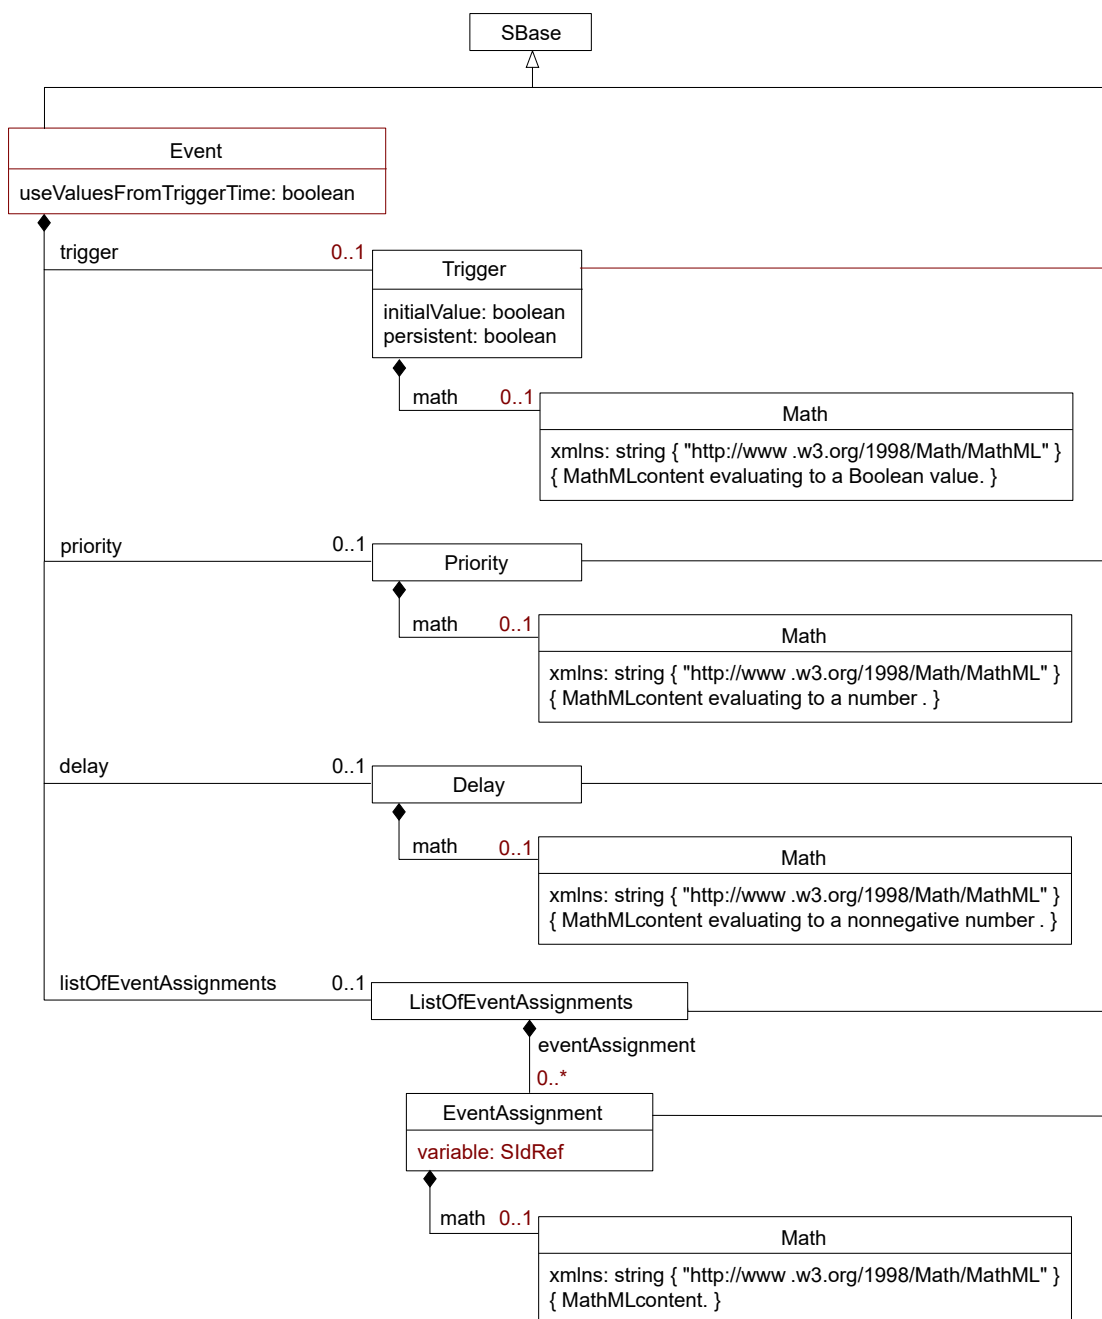 SBase
Event
useValuesFromTriggerTime: boolean
trigger 0..1
Trigger
initialValue: boolean
persistent: boolean
math 0..1
Math
xmlns: string { "http://www .w3.org/1998/Math/MathML" }
{ MathMLcontent evaluating to a Boolean value. }
priority 0..1
Priority
math 0..1
Math
xmlns: string { "http://www .w3.org/1998/Math/MathML" }
{ MathMLcontent evaluating to a number . }
delay 0..1
Delay
math 0..1
Math
xmlns: string { "http://www .w3.org/1998/Math/MathML" }
{ MathMLcontent evaluating to a nonnegative number . }
listOfEventAssignments 0..1
ListOfEventAssignments
eventAssignment
0..*
EventAssignment
variable: SIdRef
math 0..1
Math
xmlns: string { "http://www .w3.org/1998/Math/MathML" }
{ MathMLcontent. }